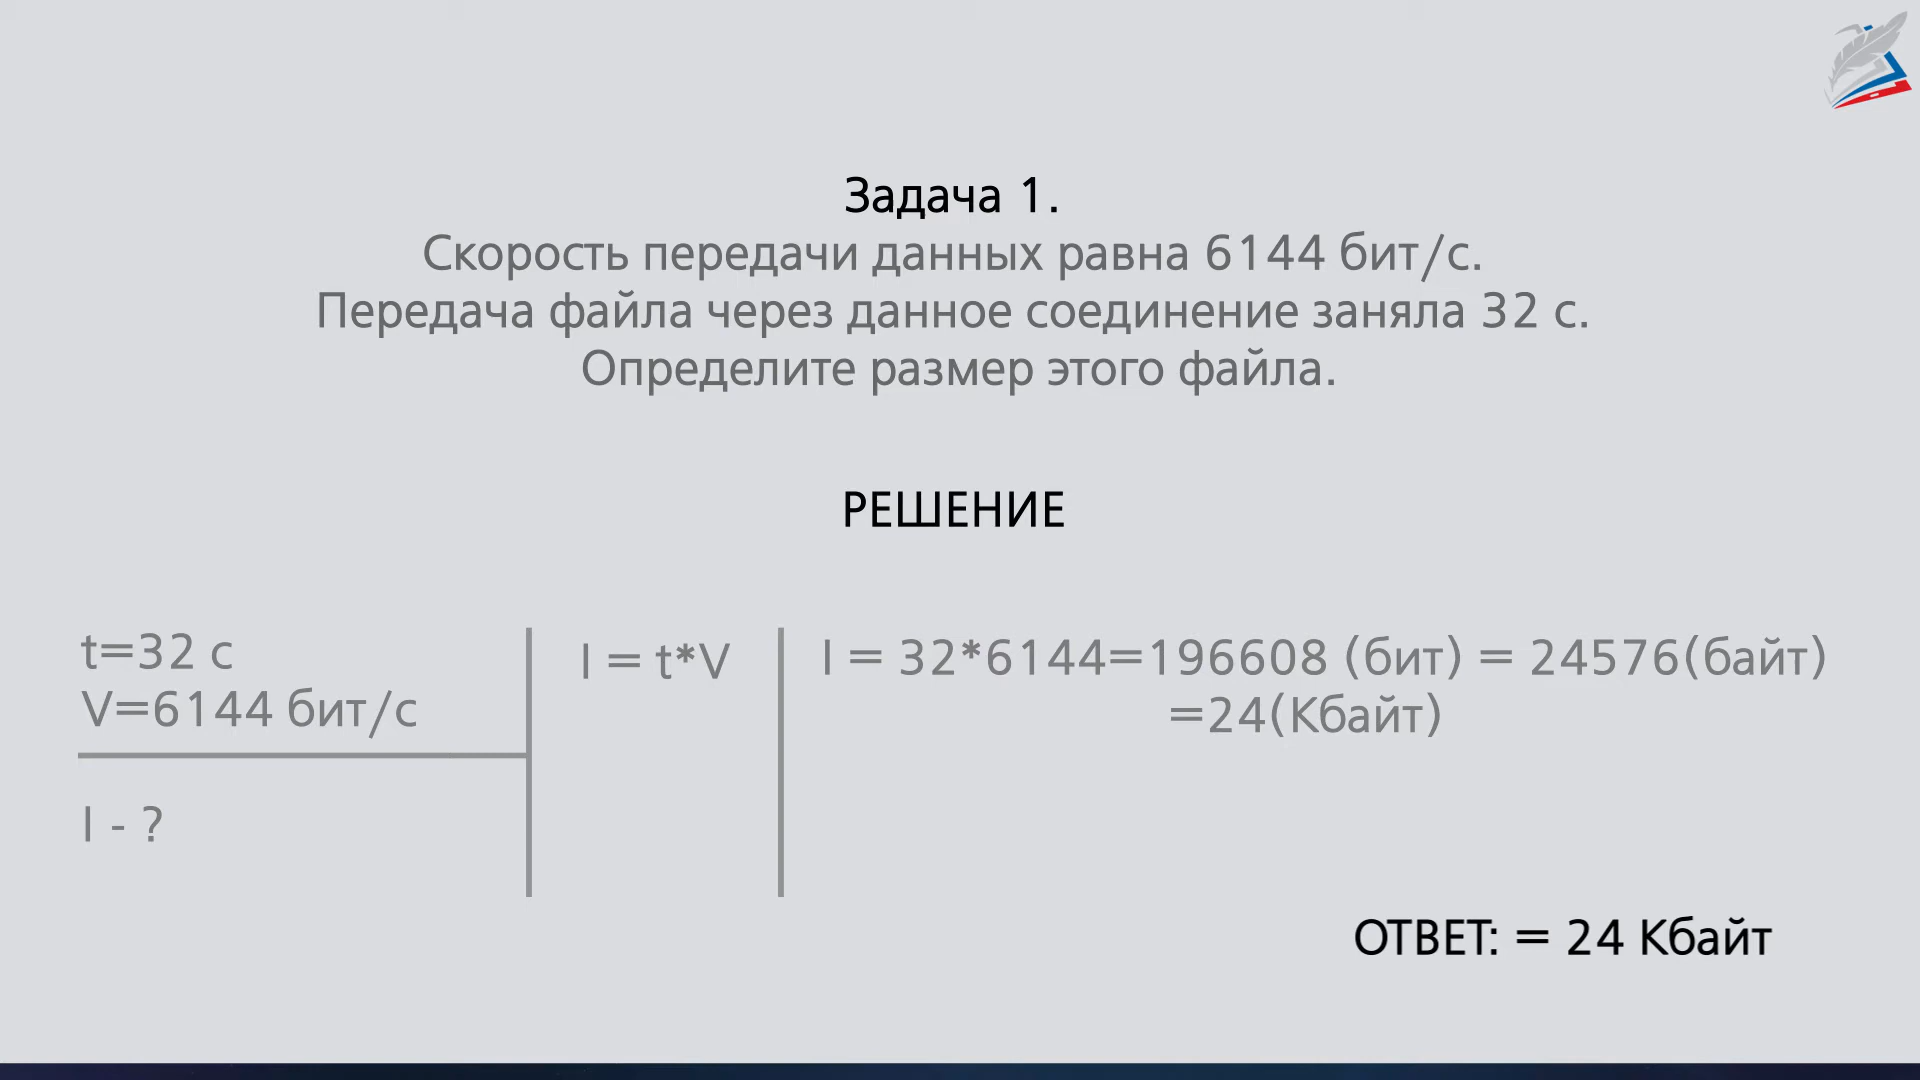 Задача 1.
Скорость передачи данных равна 6144 бит/с.
Передача файла через данное соединение заняла 32 с.
Определите размер этого файла.
РЕШЕНИЕ
t=32 с
V=6144 бит/с
I - ?
I = t*V
I = 32*6144=196608 (бит) = 24576(байт)
=24(Кбайт)
ОТВЕТ: = 24 Кбайт